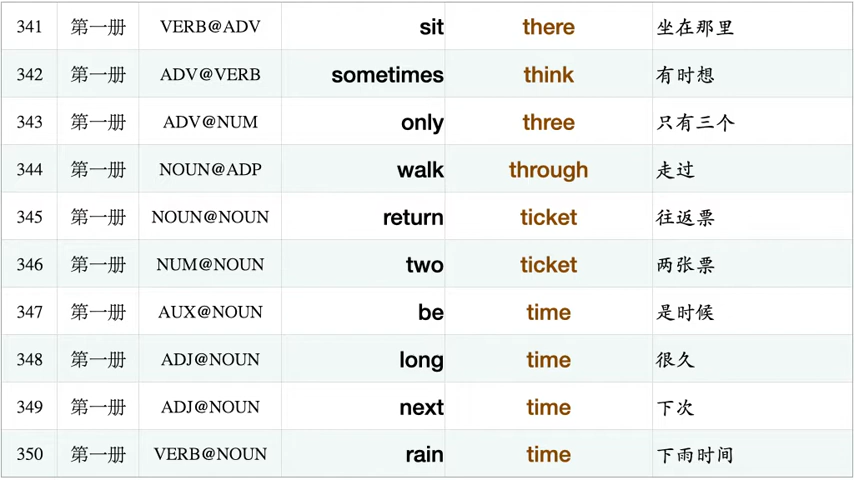 341 第一册 VERB@ADV sit there 坐在那里
342 第一册 ADV@VERB sometimes think 有时想
343 第一册 ADV@NUM only three 只有三个
344 第一册 NOUN@ADP walk through 走过
345 第一册 NOUN@NOUN return ticket 往返票
346 第一册 NUM@NOUN two ticket 两张票
347 第一册 AUX@NOUN be time 是时候
348 第一册 ADJ@NOUN long time 很久
349 第一册 ADJ@NOUN next time 下次
350 第一册 VERB@NOUN rain time 下雨时间